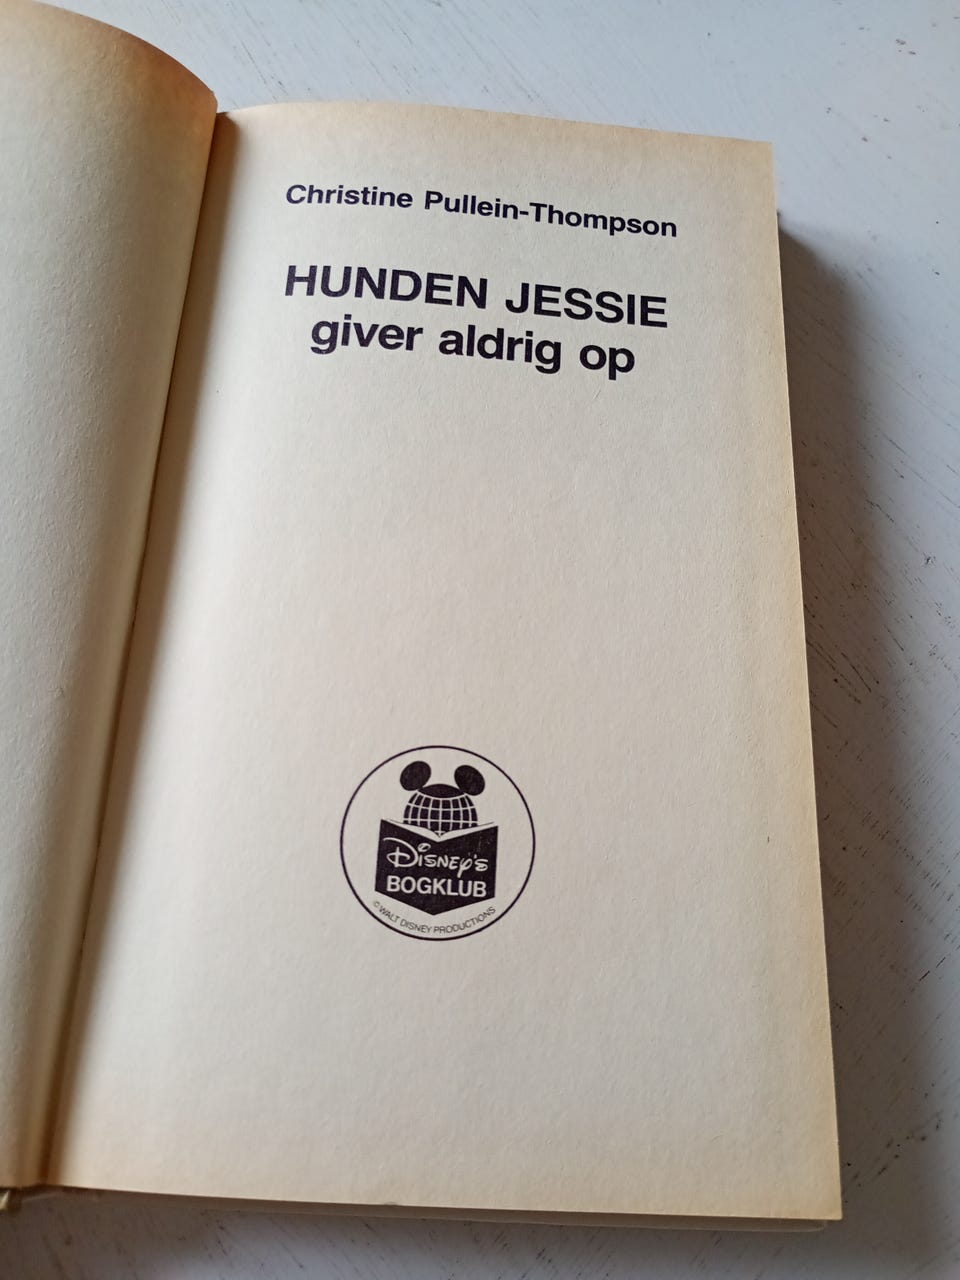 Christine Pullein-Thompson
HUNDEN JESSIE
giver aldrig op
DISNEY'S
BOGKLUB
©WALT DISNEY PRODUCTIONS